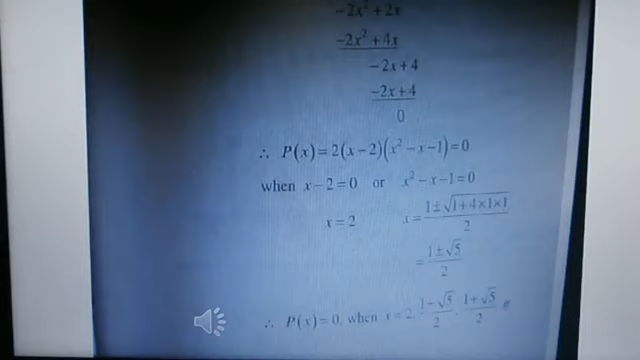 −2x² + 2x
−2x² + 4x
−2x + 4
−2x + 4
0
∴ P(x) = 2(x−2)(x²−x−1) = 0
when x−2=0 or x²−x−1=0
x=2 x = (1±√(1+4×1×1))/2
= (1±√5)/2
∴ P(x)=0, when x=2, (1−√5)/2, (1+√5)/2